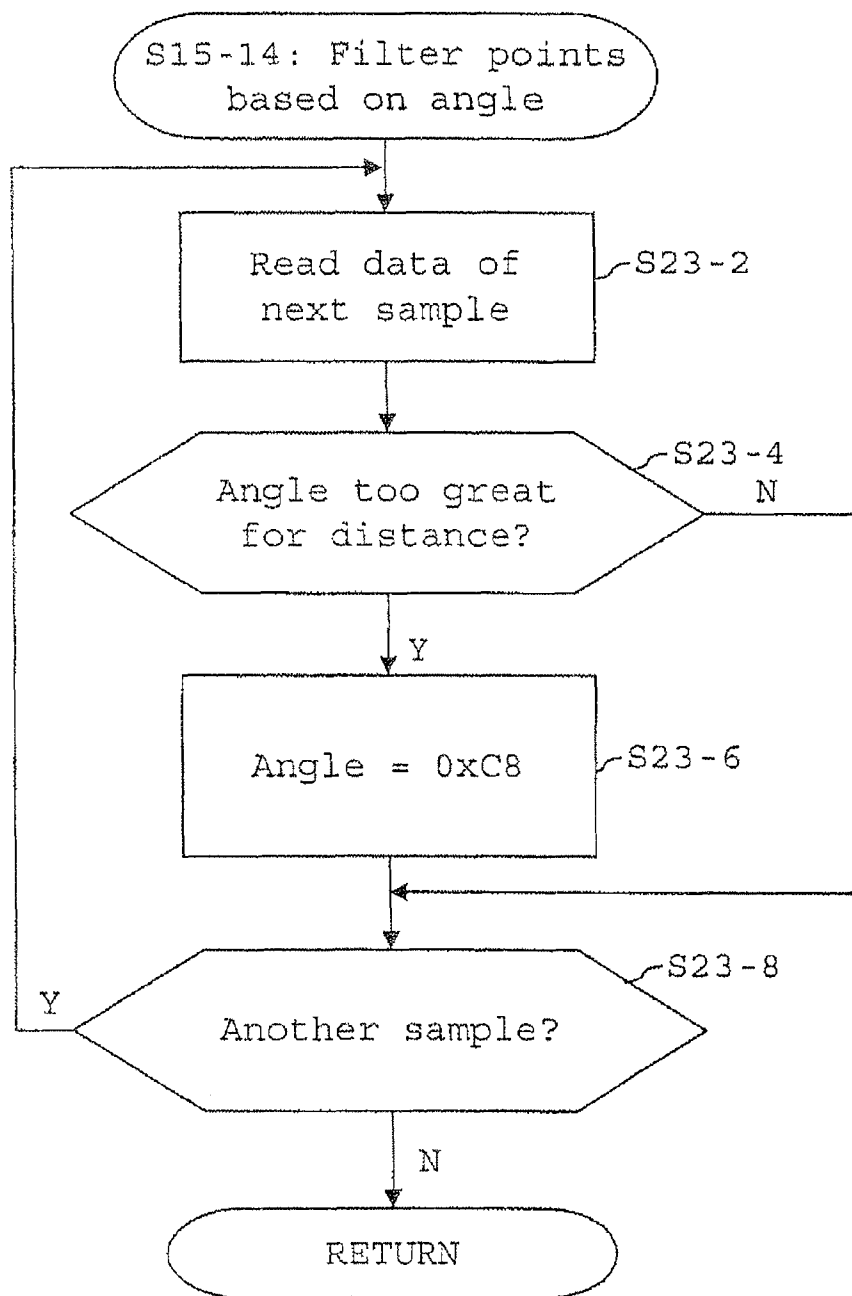 S15-14: Filter points
based on angle
Read data of
next sample
S23-2
Angle too great
for distance?
S23-4
N
Y
Angle = 0xC8
S23-6
Another sample?
S23-8
Y
N
RETURN